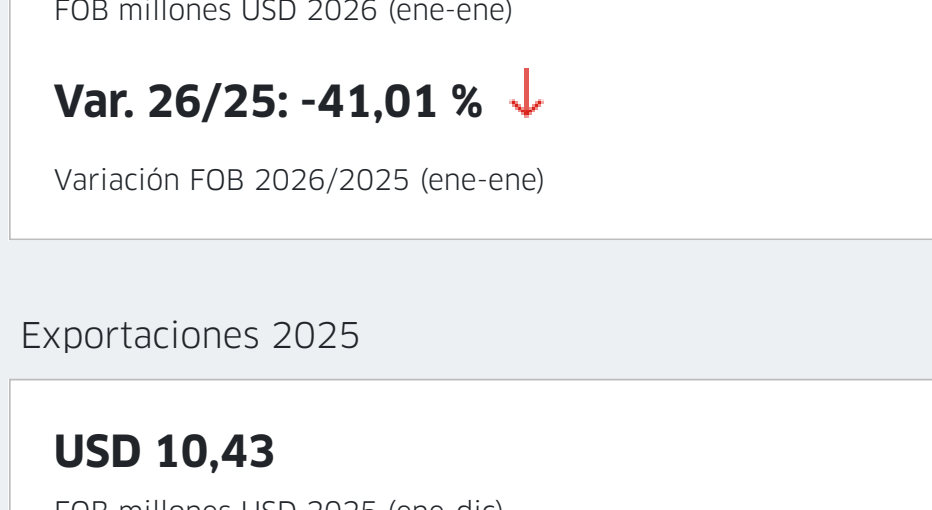 FOB millones USD 2026 (ene-ene)
Var. 26/25: -41,01 %
Variación FOB 2026/2025 (ene-ene)
Exportaciones 2025
USD 10,43
FOB millones USD 2025 (ene-dic)